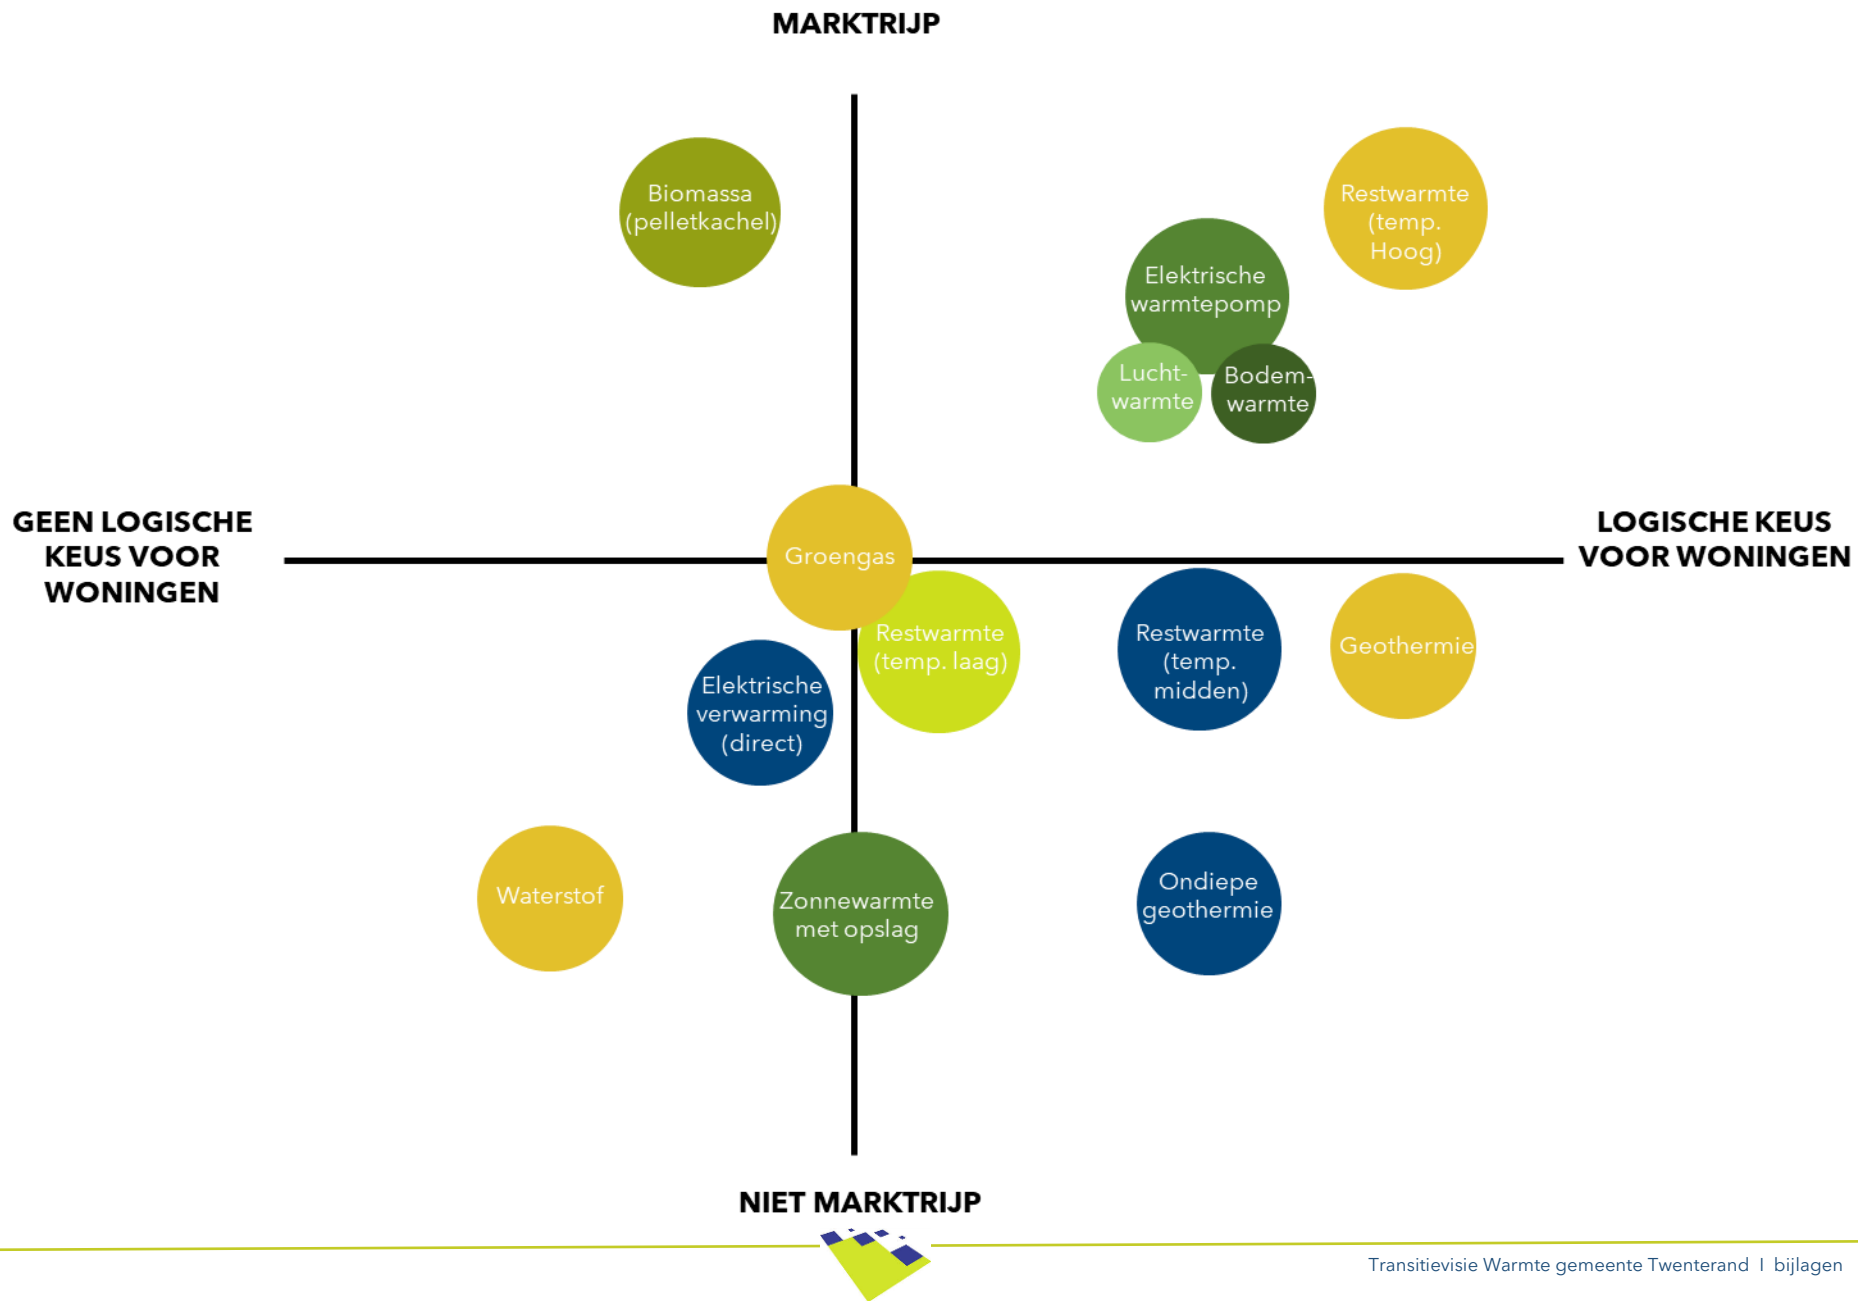 MARKTRIJP
Biomassa
(pelletkachel)
Restwarmte
(temp.
Hoog)
Elektrische
warmtepomp
Lucht-
warmte
Bodem-
warmte
GEEN LOGISCHE
KEUS VOOR
WONINGEN
LOGISCHE KEUS
VOOR WONINGEN
Groengas
Restwarmte
(temp. laag)
Restwarmte
(temp.
midden)
Geothermie
Elektrische
verwarming
(direct)
Waterstof
Zonnewarmte
met opslag
Ondiepe
geothermie
NIET MARKTRIJP
Transitievisie Warmte gemeente Twenterand I bijlagen